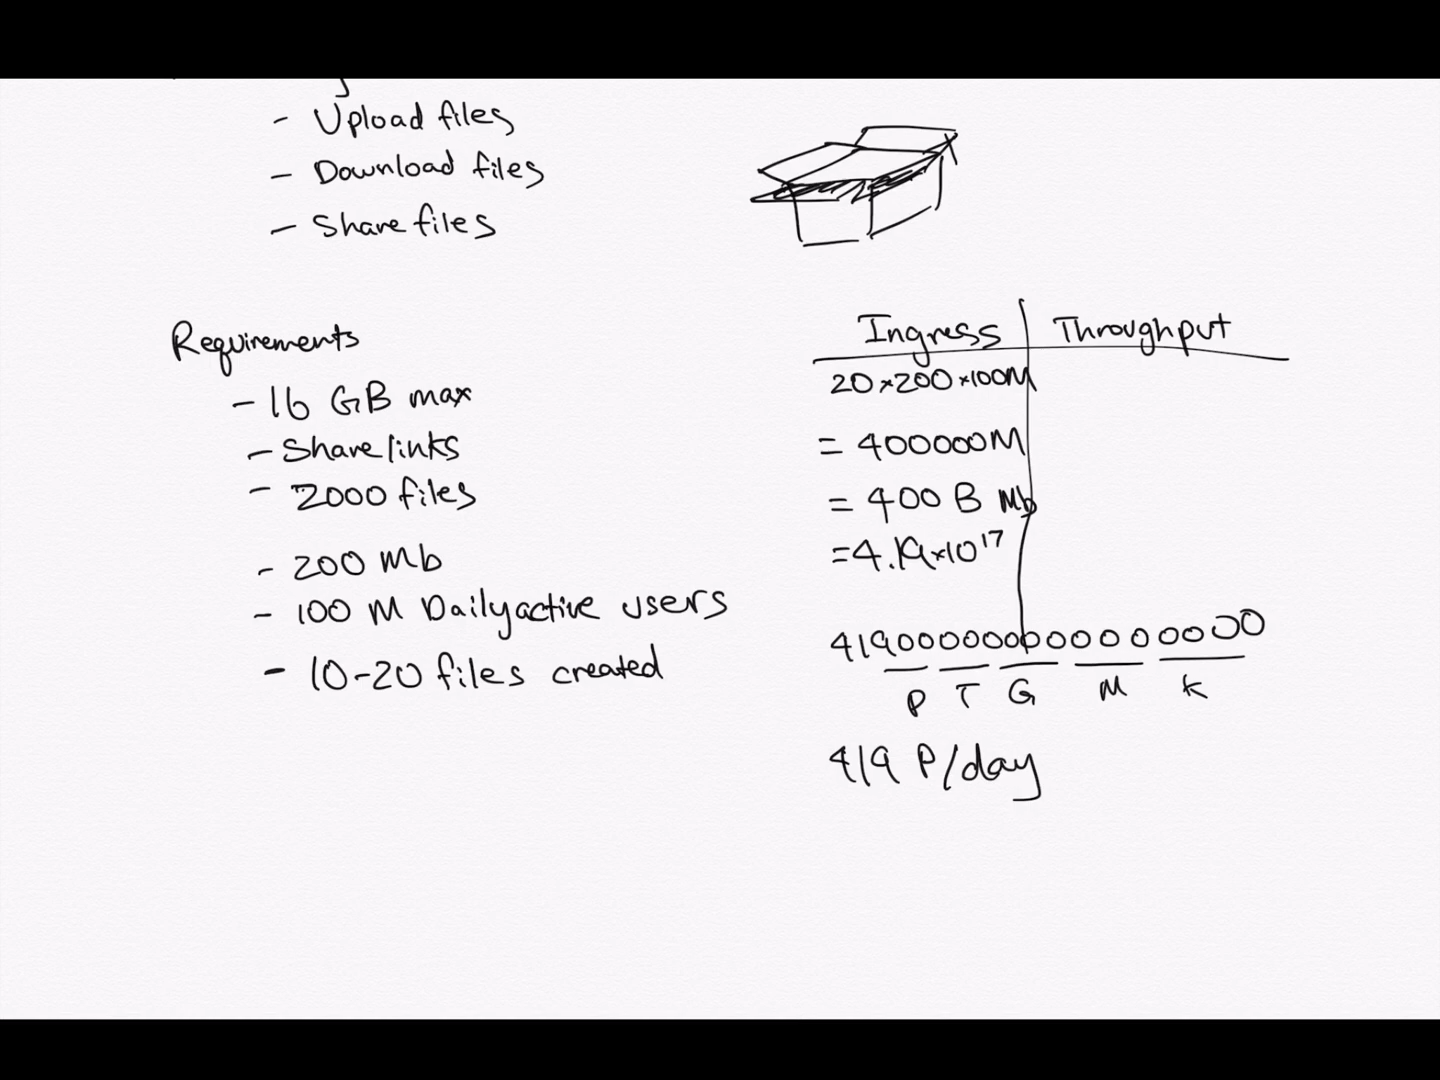 - Upload files
- Download files
- Share files
Requirements
- 16 GB max
- Share links
- 2000 files
- 200 Mb
- 100 M Daily active users
- 10-20 files created
Ingress | Throughput
20 x 200 x 100M
= 400000M
= 400 B Mb
= 4.19 x 10^17
419000000000000000
P T G M K
419 P/day